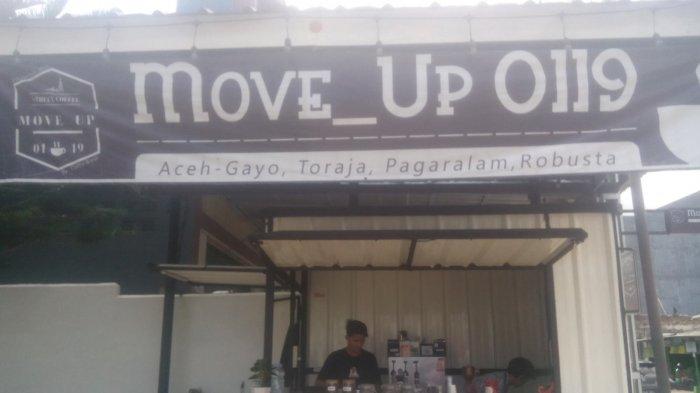 STREET COFFEE
MOVE UP
01 19
MOVE_UP 0119
Aceh-Gayo, Toraja, Pagaralam,Robusta